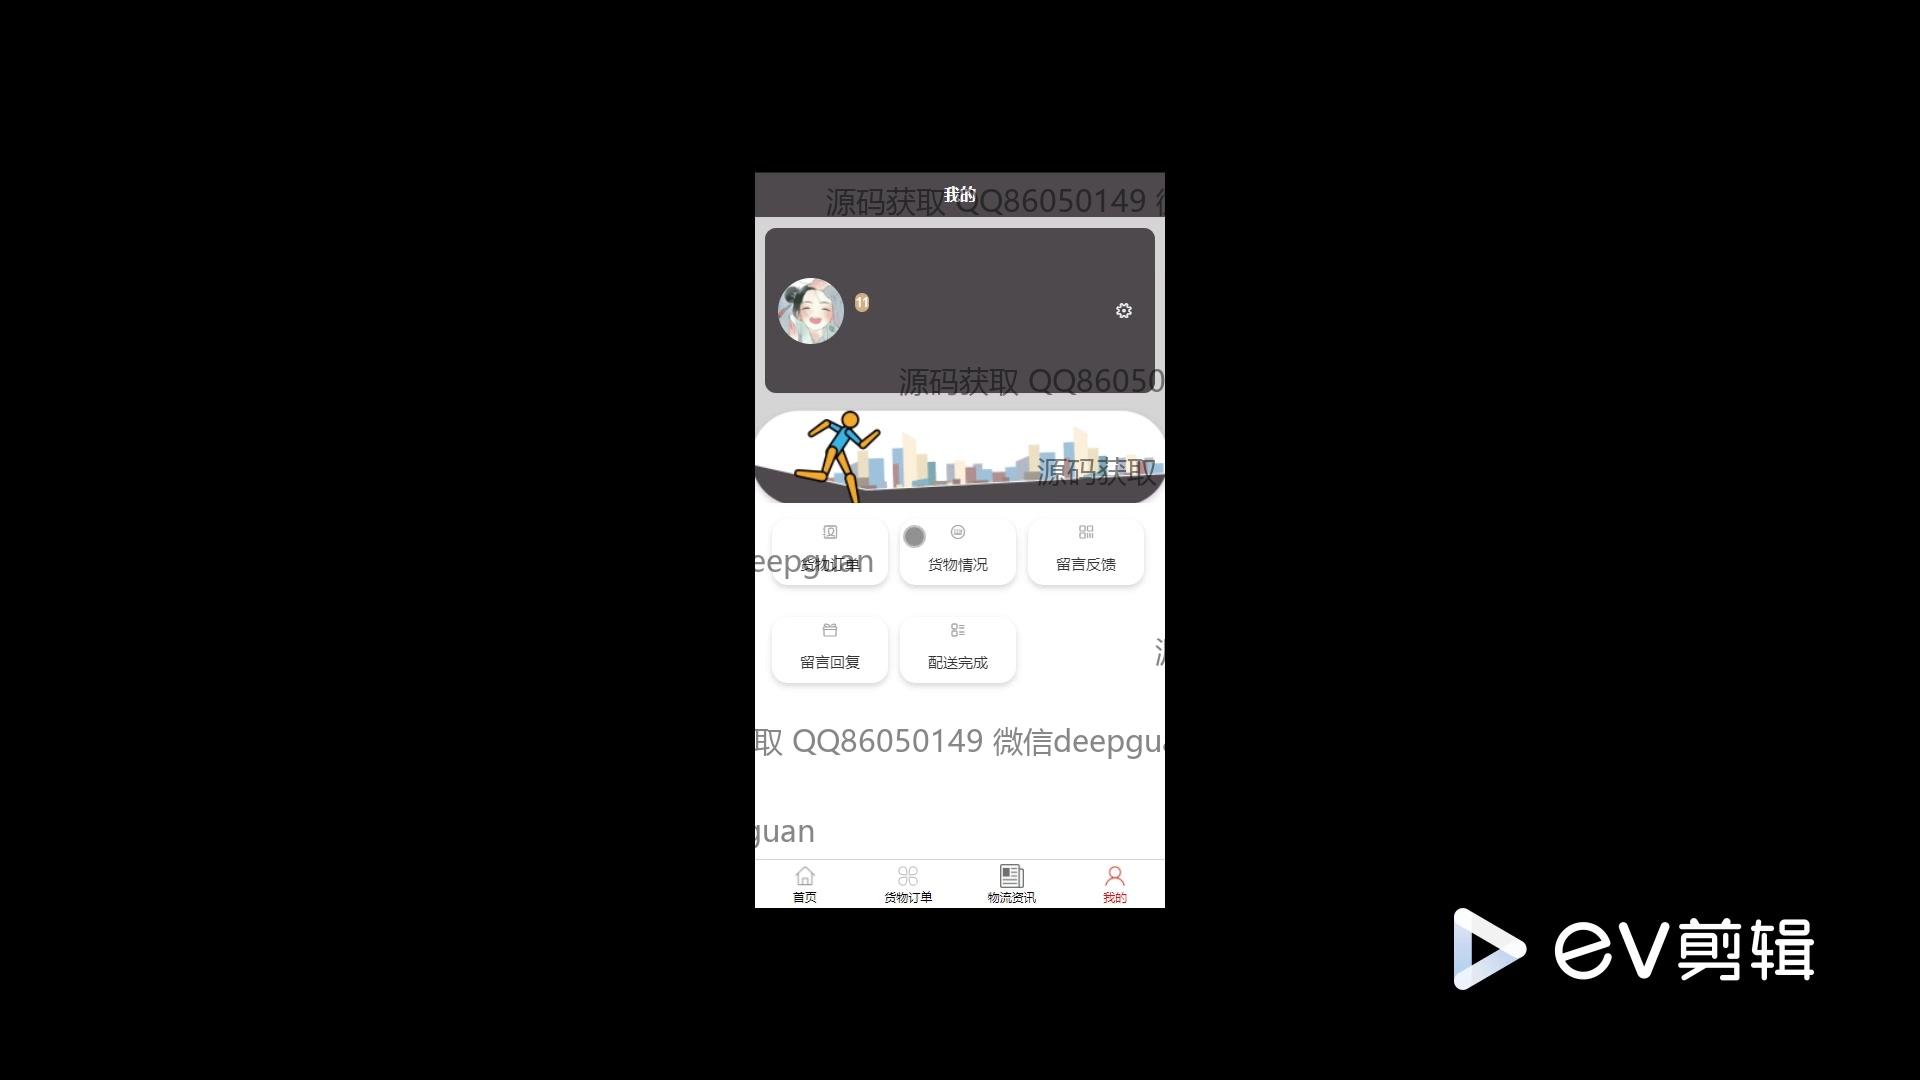 我的
源码获取 QQ86050149
11
源码获取 QQ86050
源码获取
货物订单
货物情况
留言反馈
eepguan
留言回复
配送完成
取 QQ86050149 微信deepgua
guan
首页
货物订单
物流资讯
我的
ev剪辑